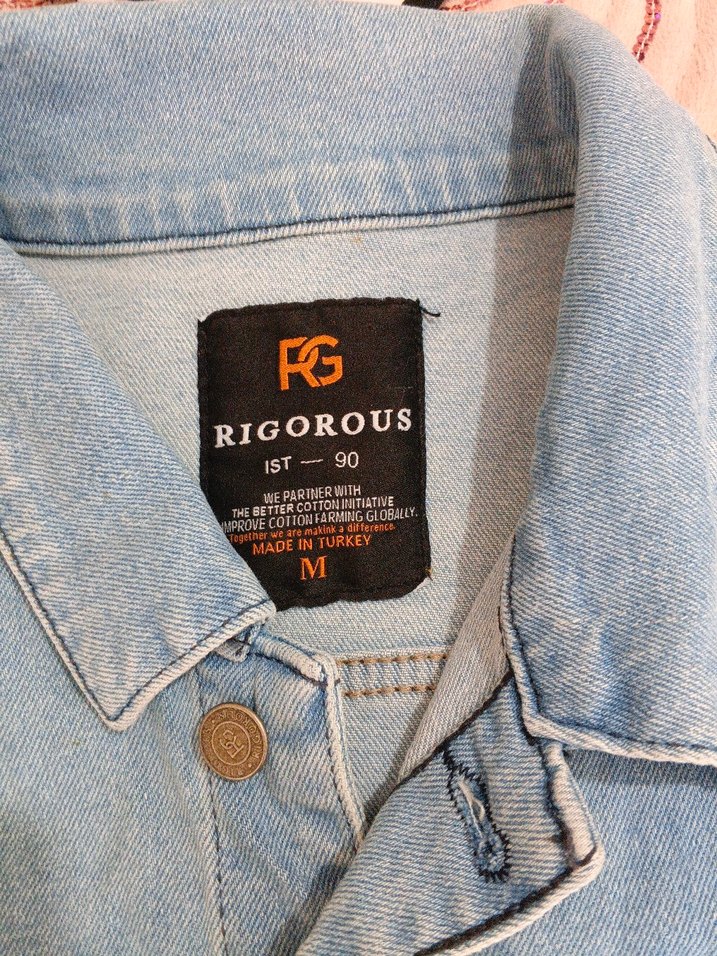 RG
RIGOROUS
IST — 90
WE PARTNER WITH
THE BETTER COTTON INITIATIVE
IMPROVE COTTON FARMING GLOBALLY.
Together we are makink a difference.
MADE IN TURKEY
M